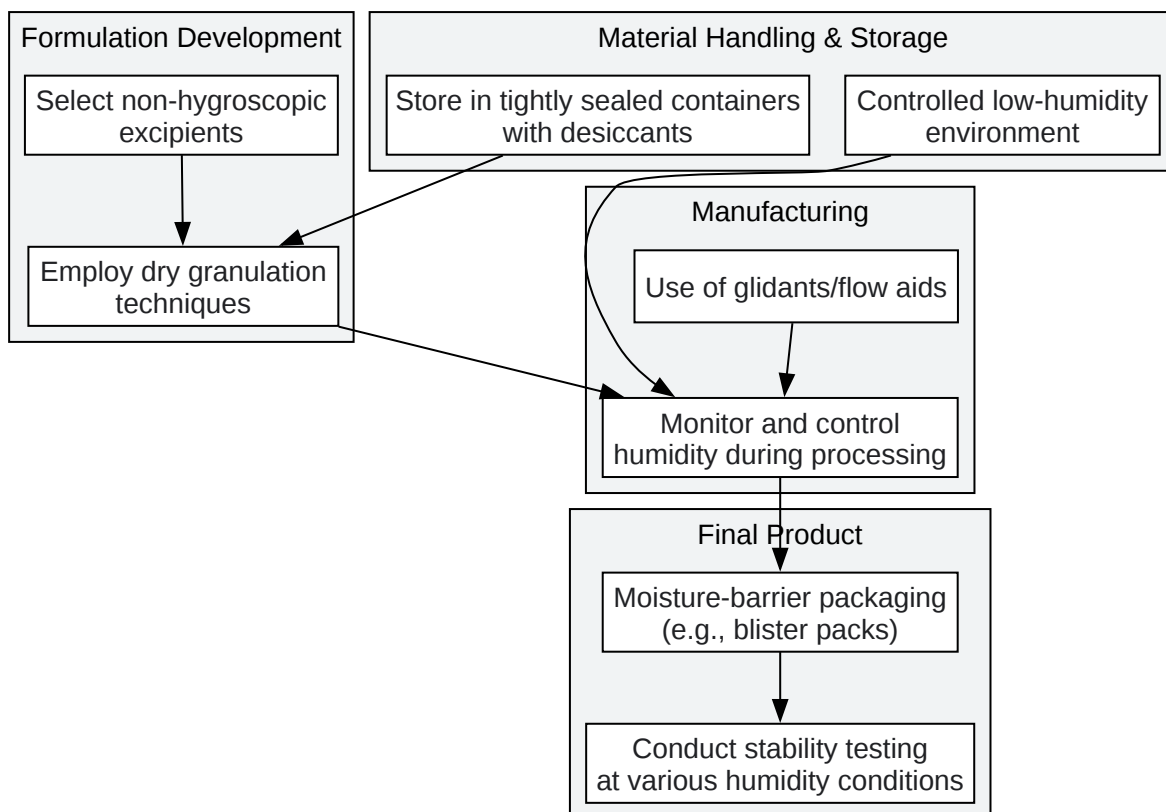 Formulation Development
Select non-hygroscopic
excipients
Employ dry granulation
techniques
Material Handling & Storage
Store in tightly sealed containers
with desiccants
Controlled low-humidity
environment
Manufacturing
Use of glidants/flow aids
Monitor and control
humidity during processing
Final Product
Moisture-barrier packaging
(e.g., blister packs)
Conduct stability testing
at various humidity conditions